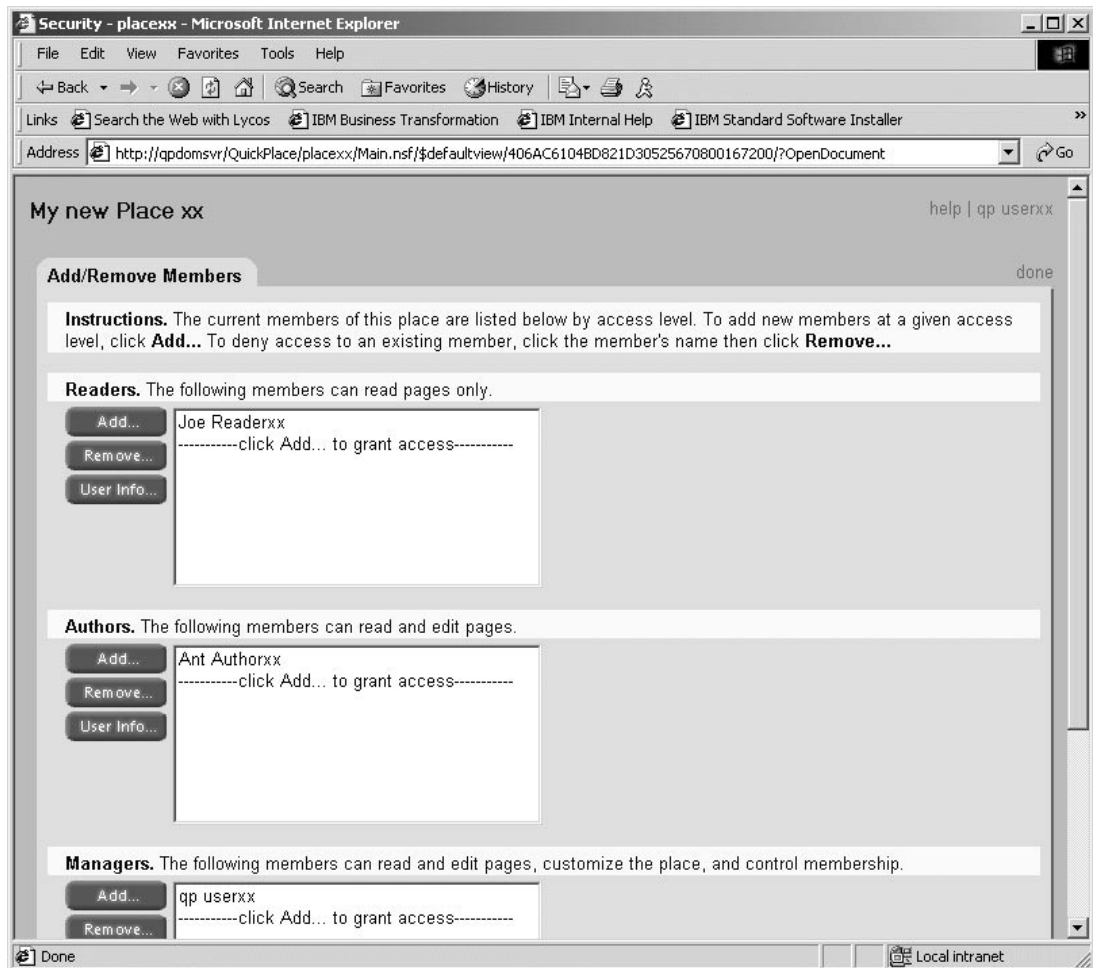 Security - placexx - Microsoft Internet Explorer
File Edit View Favorites Tools Help
Back Search Favorites History
Links Search the Web with Lycos IBM Business Transformation IBM Internal Help IBM Standard Software Installer »
Address http://qpdomsvr/QuickPlace/placexx/Main.nsf/$defaultview/406AC6104BD821D30525670800167200/?OpenDocument Go
My new Place xx help | qp userxx
Add/Remove Members done
Instructions. The current members of this place are listed below by access level. To add new members at a given access
level, click Add... To deny access to an existing member, click the member's name then click Remove...
Readers. The following members can read pages only.
Add... Joe Readerxx
-----------click Add... to grant access-----------
Remove...
User Info...
Authors. The following members can read and edit pages.
Add... Ant Authorxx
-----------click Add... to grant access-----------
Remove...
User Info...
Managers. The following members can read and edit pages, customize the place, and control membership.
Add... qp userxx
-----------click Add... to grant access-----------
Remove...
Done Local intranet